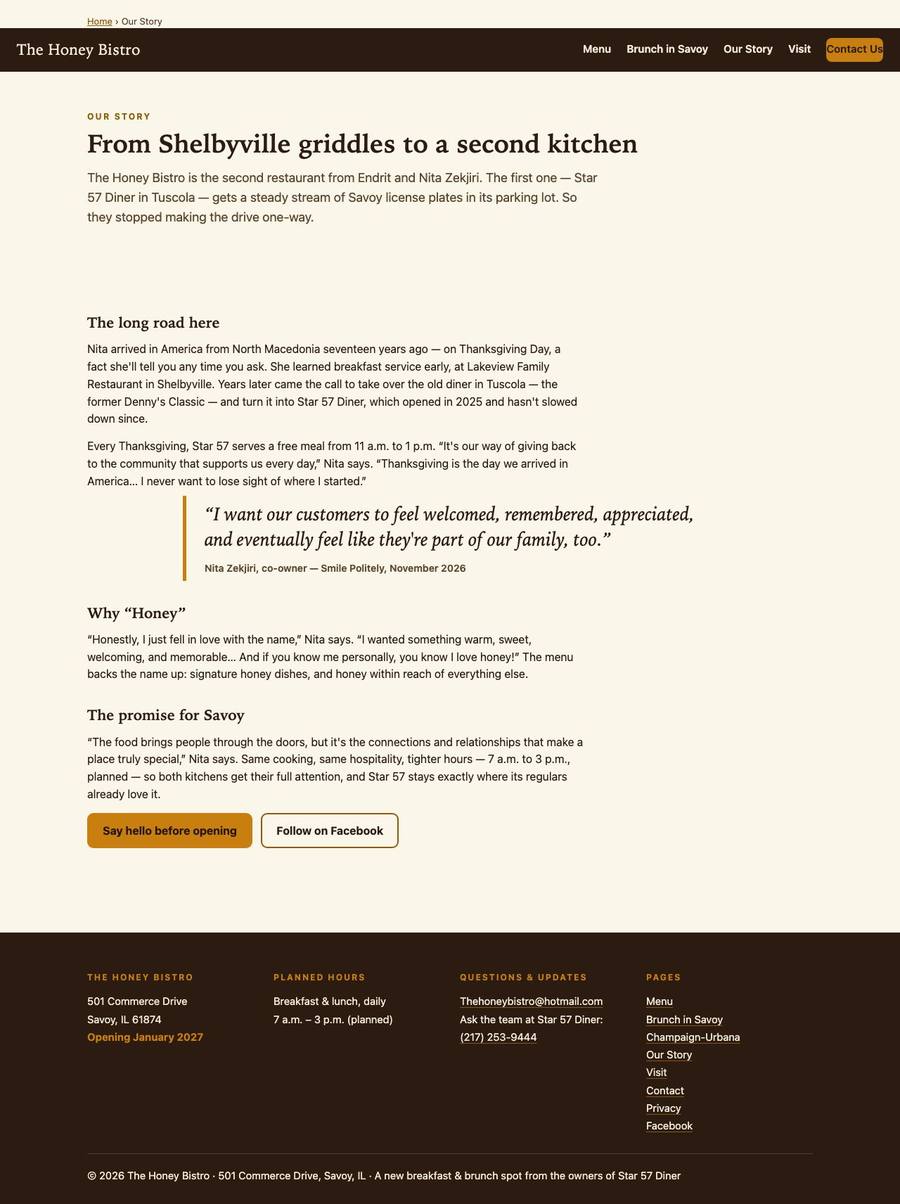 Home › Our Story
The Honey Bistro
Menu
Brunch in Savoy
Our Story
Visit
Contact Us
OUR STORY
From Shelbyville griddles to a second kitchen
The Honey Bistro is the second restaurant from Endrit and Nita Zekjiri. The first one — Star
57 Diner in Tuscola — gets a steady stream of Savoy license plates in its parking lot. So
they stopped making the drive one-way.
The long road here
Nita arrived in America from North Macedonia seventeen years ago — on Thanksgiving Day, a
fact she'll tell you any time you ask. She learned breakfast service early, at Lakeview Family
Restaurant in Shelbyville. Years later came the call to take over the old diner in Tuscola — the
former Denny's Classic — and turn it into Star 57 Diner, which opened in 2025 and hasn't slowed
down since.
Every Thanksgiving, Star 57 serves a free meal from 11 a.m. to 1 p.m. “It's our way of giving back
to the community that supports us every day,” Nita says. “Thanksgiving is the day we arrived in
America… I never want to lose sight of where I started.”
“I want our customers to feel welcomed, remembered, appreciated,
and eventually feel like they're part of our family, too.”
Nita Zekjiri, co-owner — Smile Politely, November 2026
Why “Honey”
“Honestly, I just fell in love with the name,” Nita says. “I wanted something warm, sweet,
welcoming, and memorable… And if you know me personally, you know I love honey!” The menu
backs the name up: signature honey dishes, and honey within reach of everything else.
The promise for Savoy
“The food brings people through the doors, but it's the connections and relationships that make a
place truly special,” Nita says. Same cooking, same hospitality, tighter hours — 7 a.m. to 3 p.m.,
planned — so both kitchens get their full attention, and Star 57 stays exactly where its regulars
already love it.
Say hello before opening
Follow on Facebook
THE HONEY BISTRO
501 Commerce Drive
Savoy, IL 61874
Opening January 2027
PLANNED HOURS
Breakfast & lunch, daily
7 a.m. – 3 p.m. (planned)
QUESTIONS & UPDATES
Thehoneybistro@hotmail.com
Ask the team at Star 57 Diner:
(217) 253-9444
PAGES
Menu
Brunch in Savoy
Champaign-Urbana
Our Story
Visit
Contact
Privacy
Facebook
© 2026 The Honey Bistro · 501 Commerce Drive, Savoy, IL · A new breakfast & brunch spot from the owners of Star 57 Diner